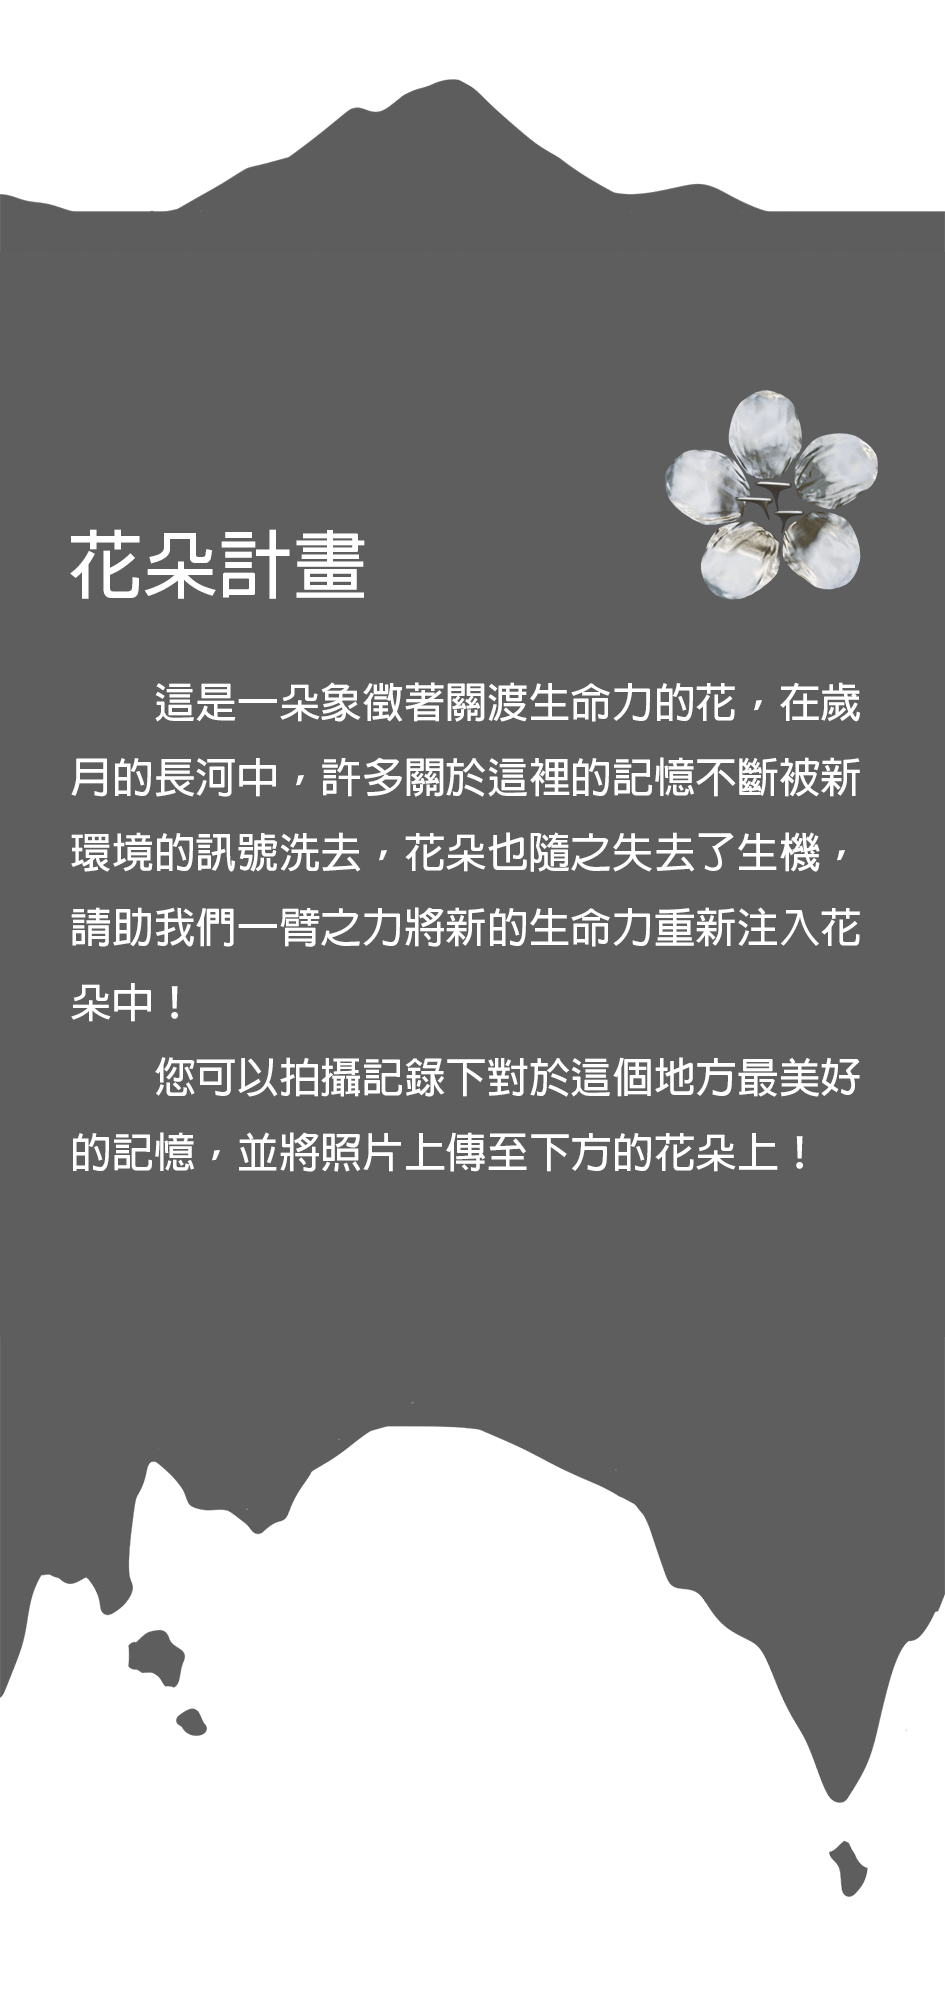 花朵計畫
這是一朵象徵著關渡生命力的花，在歲
月的長河中，許多關於這裡的記憶不斷被新
環境的訊號洗去，花朵也隨之失去了生機，
請助我們一臂之力將新的生命力重新注入花
朵中！
您可以拍攝記錄下對於這個地方最美好
的記憶，並將照片上傳至下方的花朵上！